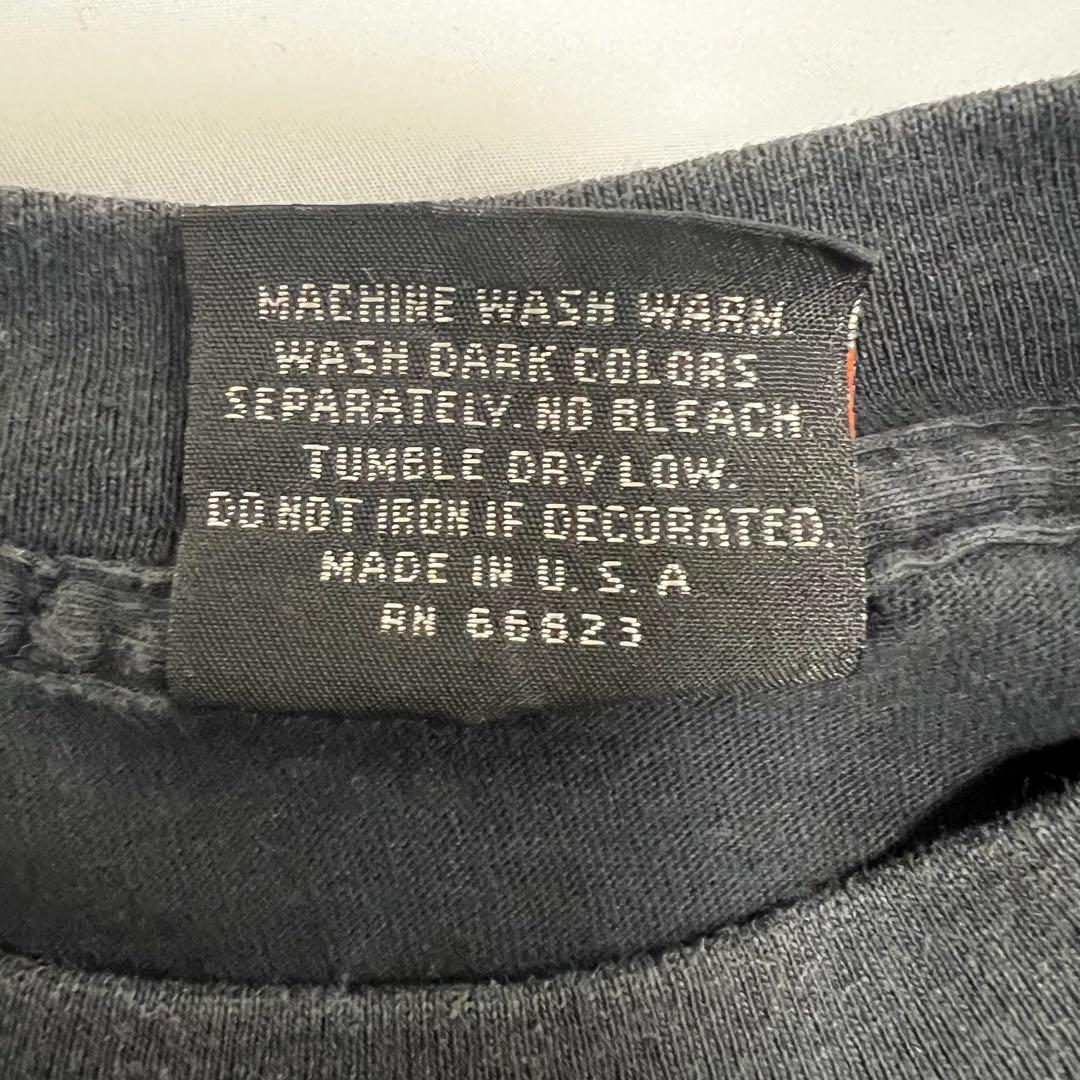 MACHINE WASH WARM.
WASH DARK COLORS
SEPARATELY. NO BLEACH.
TUMBLE DRY LOW.
DO NOT IRON IF DECORATED.
MADE IN U.S.A
RN 66823